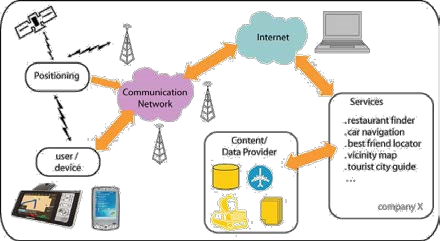 Internet
Positioning
Communication
Network
Services
.restaurant finder
.car navigation
.best friend locator
.vicinity map
.tourist city guide
...
Content/
Data Provider
user /
device
company X